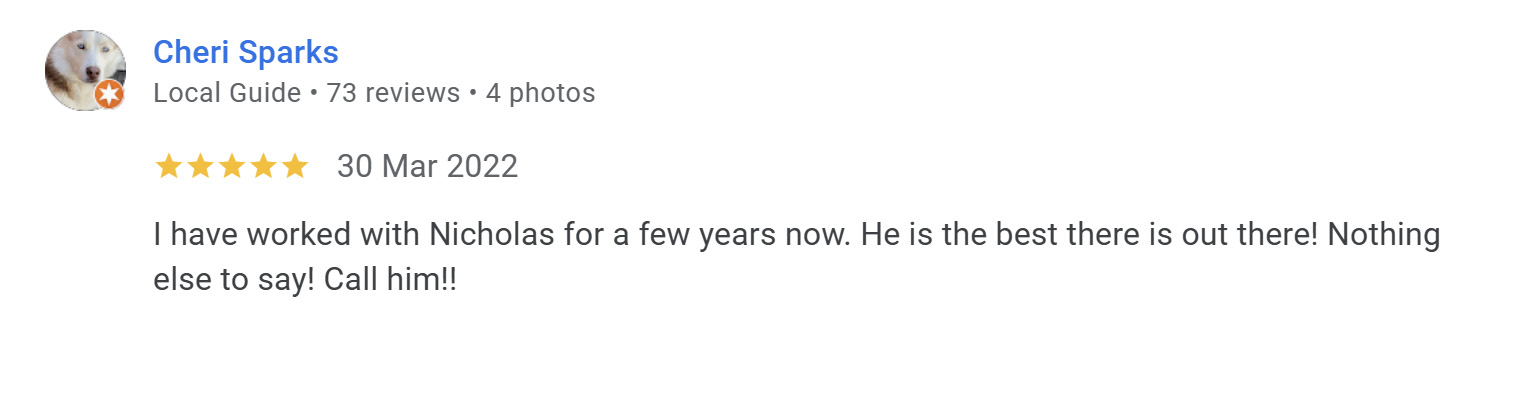 Cheri Sparks
Local Guide • 73 reviews • 4 photos
30 Mar 2022
I have worked with Nicholas for a few years now. He is the best there is out there! Nothing
else to say! Call him!!